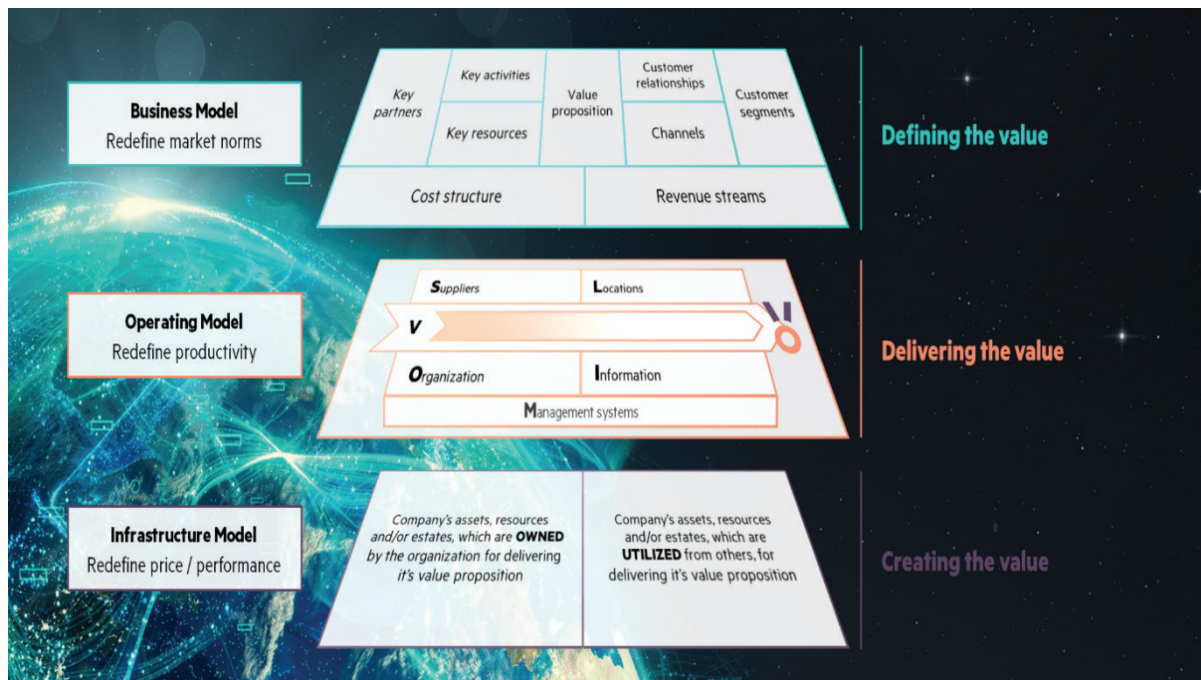 Business Model
Redefine market norms
Key
partners
Key activities
Key resources
Value
proposition
Customer
relationships
Channels
Customer
segments
Cost structure
Revenue streams
Defining the value
Operating Model
Redefine productivity
Suppliers
Locations
V
Organization
Information
Management systems
Delivering the value
Infrastructure Model
Redefine price / performance
Company's assets, resources
and/or estates, which are OWNED
by the organization for delivering
it's value proposition
Company's assets, resources
and/or estates, which are
UTILIZED from others, for
delivering it's value proposition
Creating the value